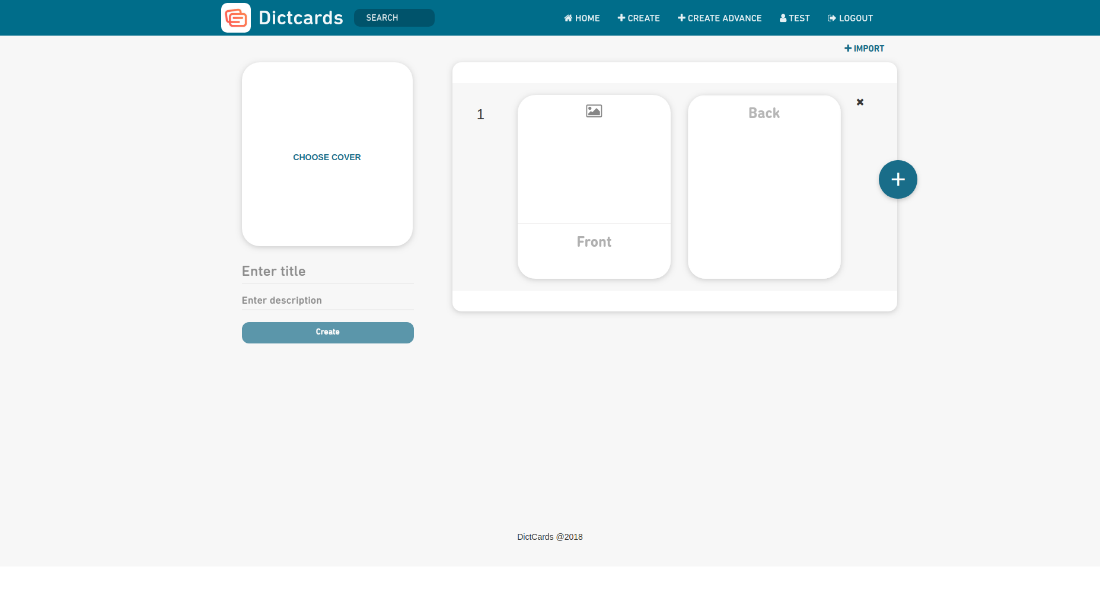 Dictcards
SEARCH
HOME
CREATE
CREATE ADVANCE
TEST
LOGOUT
IMPORT
CHOOSE COVER
Enter title
Enter description
Create
1
Front
Back
DictCards @2018